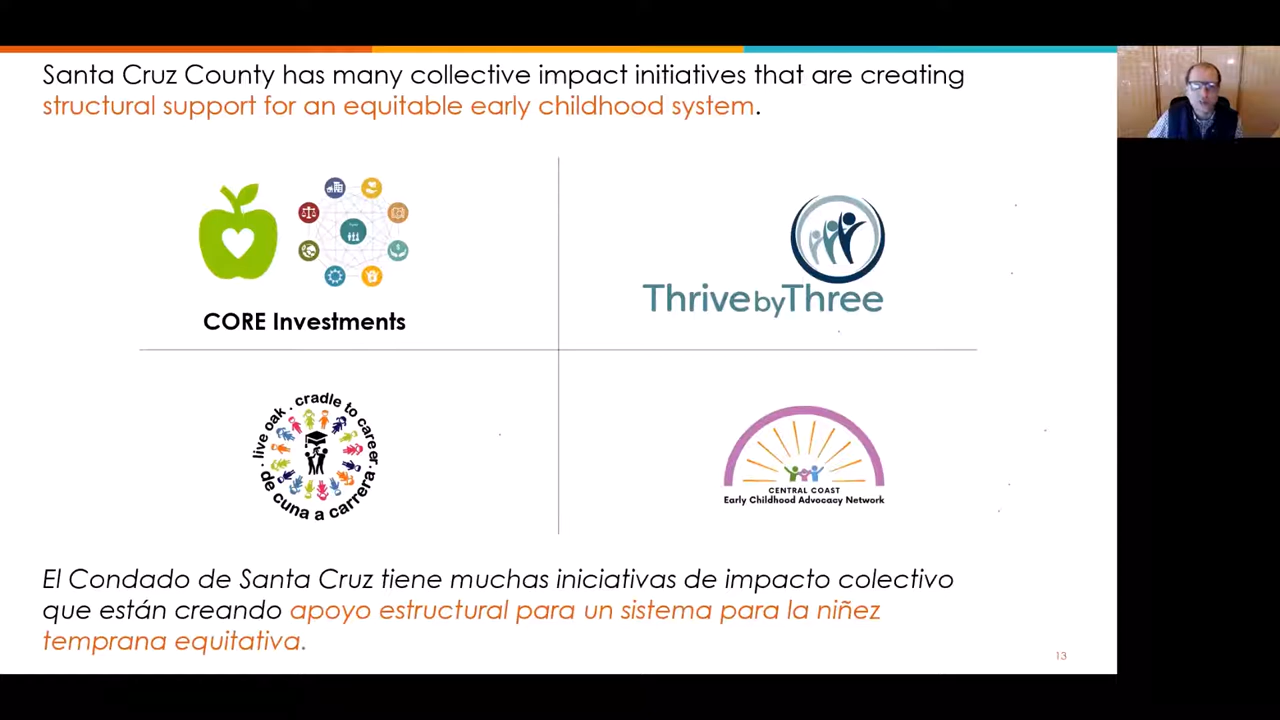 Santa Cruz County has many collective impact initiatives that are creating
structural support for an equitable early childhood system.
CORE Investments
ThrivebyThree
live oak . cradle to career .
de cuna a carrera .
CENTRAL COAST
Early Childhood Advocacy Network
El Condado de Santa Cruz tiene muchas iniciativas de impacto colectivo
que están creando apoyo estructural para un sistema para la niñez
temprana equitativa.
13